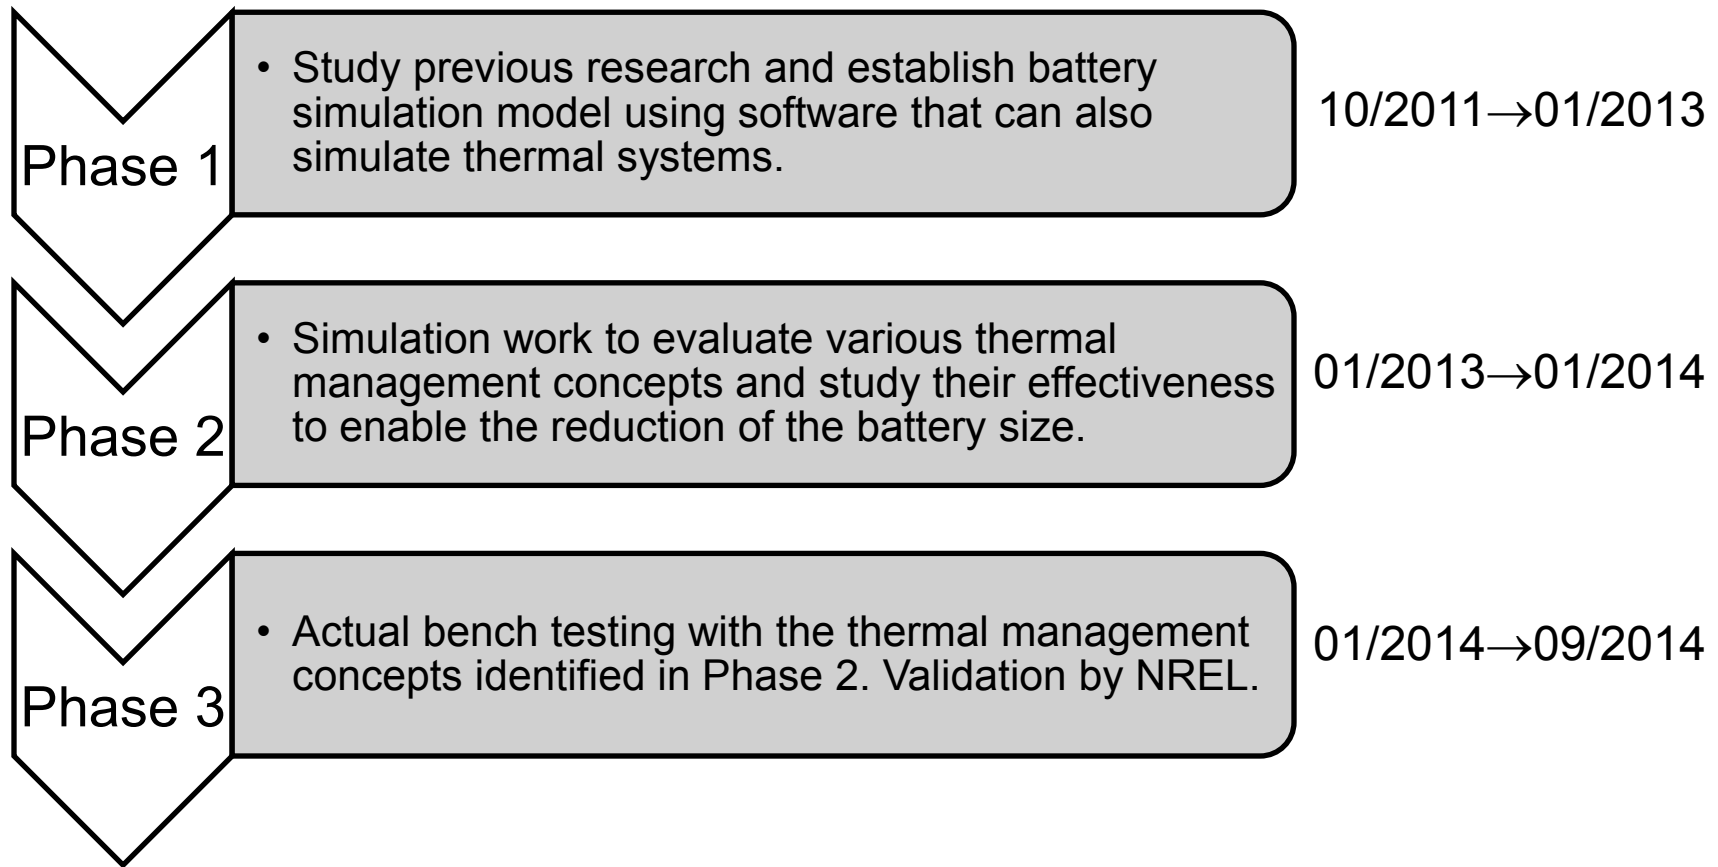 Phase 1
• Study previous research and establish battery
simulation model using software that can also
simulate thermal systems.
10/2011→01/2013
Phase 2
• Simulation work to evaluate various thermal
management concepts and study their effectiveness
to enable the reduction of the battery size.
01/2013→01/2014
Phase 3
• Actual bench testing with the thermal management
concepts identified in Phase 2. Validation by NREL.
01/2014→09/2014